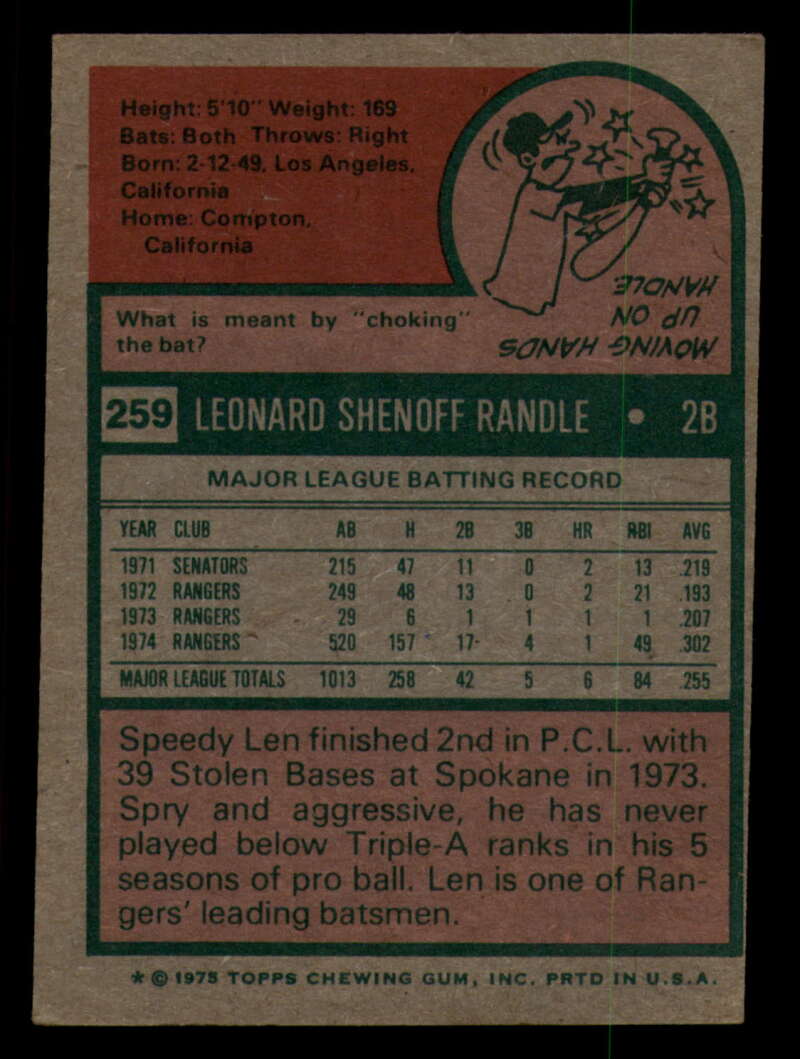 Height: 5'10" Weight: 169
Bats: Both Throws: Right
Born: 2-12-49, Los Angeles,
California
Home: Compton,
California
What is meant by "choking"
the bat?
MOVING HANDS
UP ON
HANDLE
259 LEONARD SHENOFF RANDLE • 2B
MAJOR LEAGUE BATTING RECORD
YEAR CLUB AB H 2B 3B HR RBI AVG
1971 SENATORS 215 47 11 0 2 13 .219
1972 RANGERS 249 48 13 0 2 21 .193
1973 RANGERS 29 6 1 1 1 1 .207
1974 RANGERS 520 157 17 4 1 49 .302
MAJOR LEAGUE TOTALS 1013 258 42 5 6 84 .255
Speedy Len finished 2nd in P.C.L. with
39 Stolen Bases at Spokane in 1973.
Spry and aggressive, he has never
played below Triple-A ranks in his 5
seasons of pro ball. Len is one of Ran-
gers' leading batsmen.
* © 1975 TOPPS CHEWING GUM, INC. PRTD IN U.S.A.